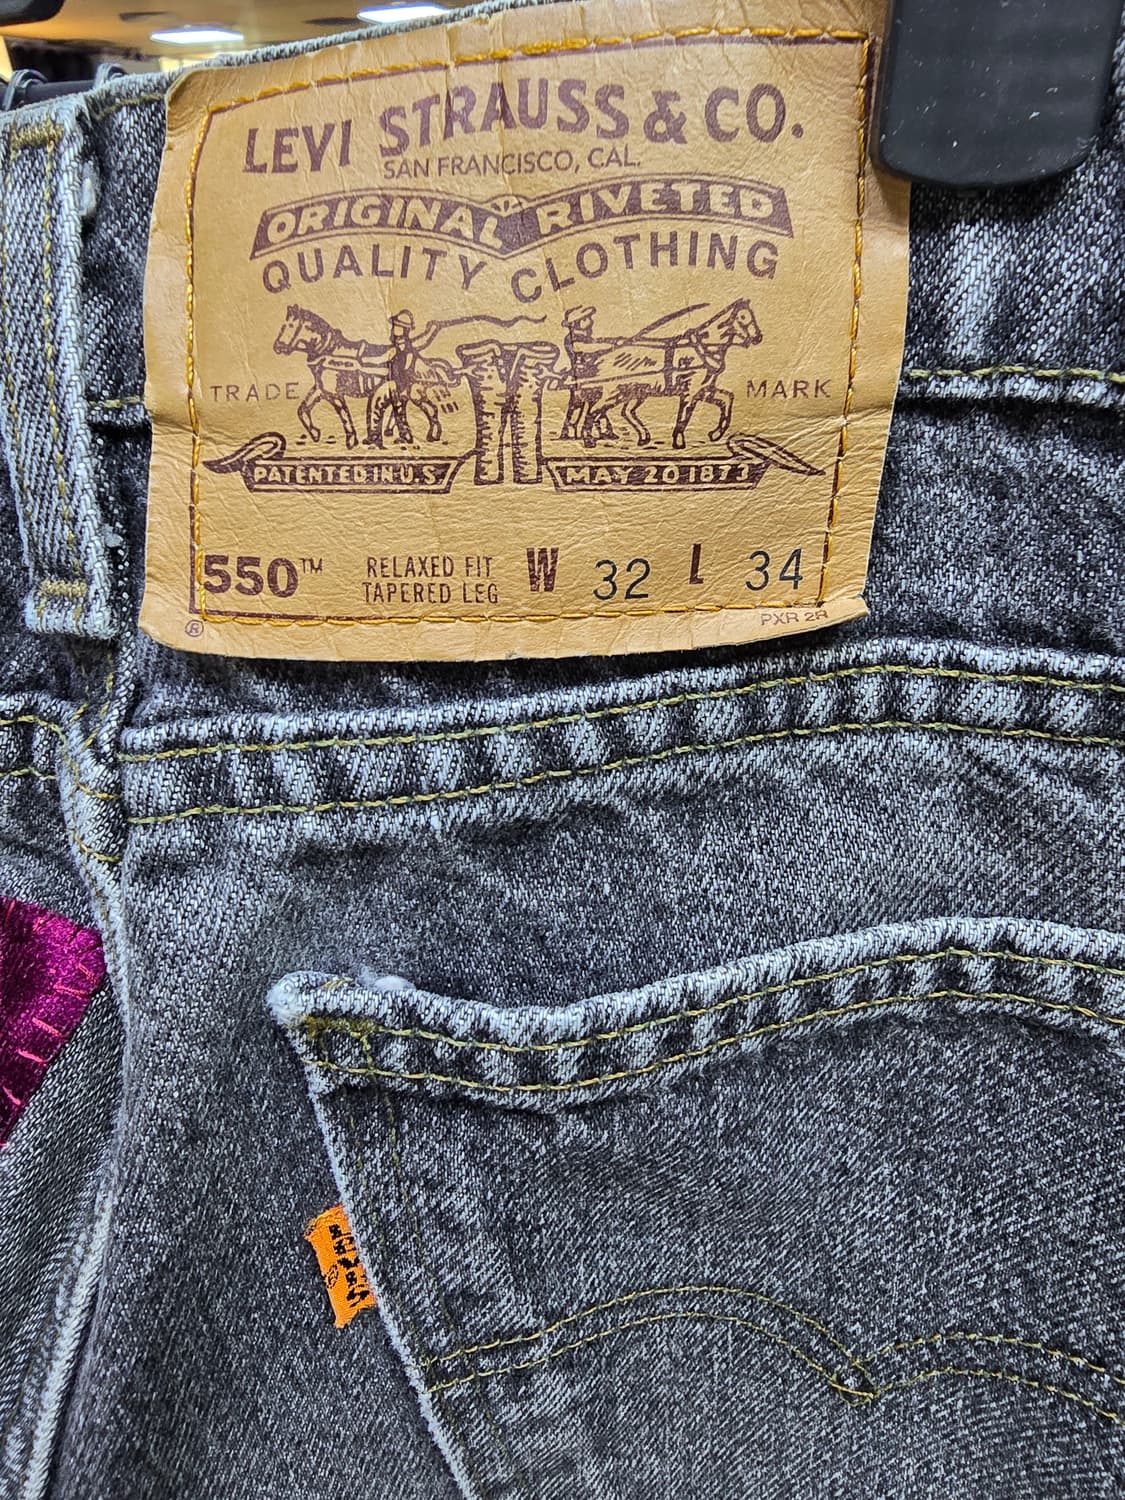 LEVI STRAUSS & CO.
SAN FRANCISCO, CAL.
ORIGINAL RIVETED
QUALITY CLOTHING
TRADE MARK
PATENTED IN U.S. MAY 20 1873
550™ RELAXED FIT W 32 L 34
TAPERED LEG
® PXR 2R
LEVI'S